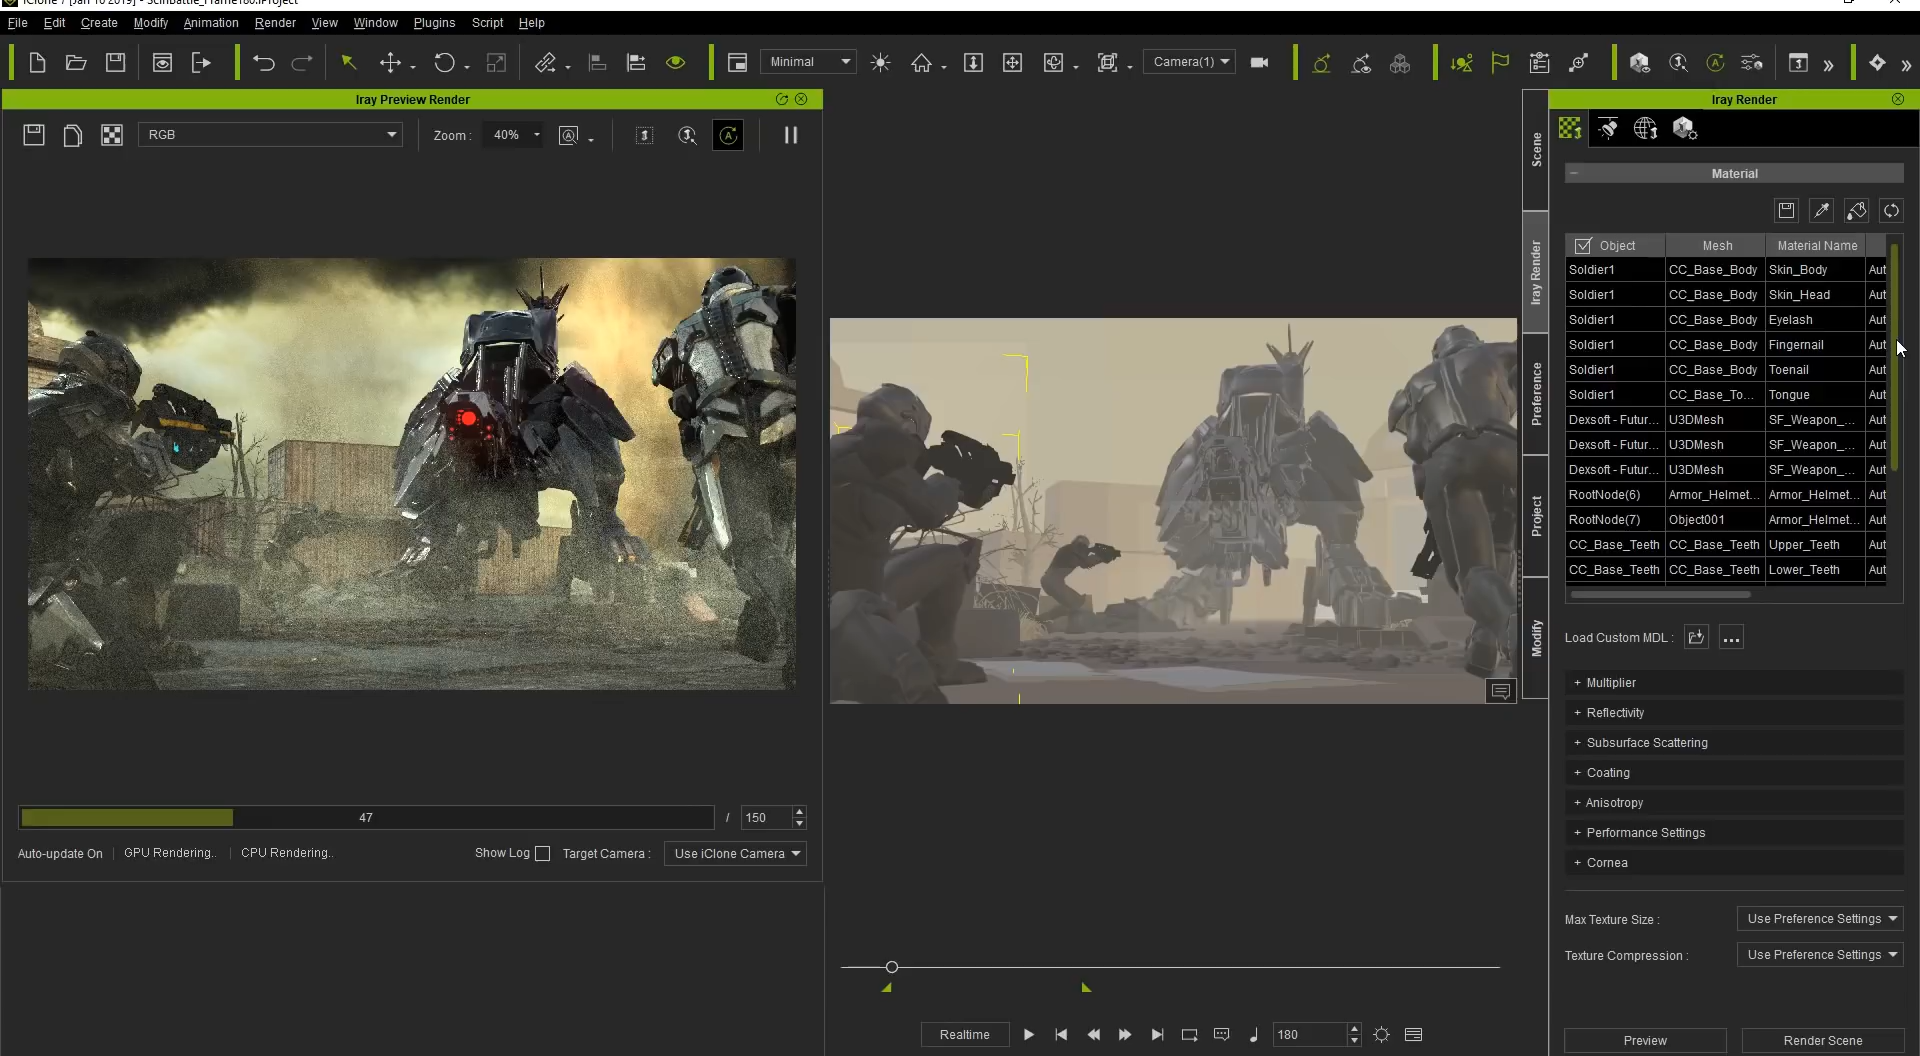 iClone 7 [Jan 16 2019] - SciifiBattle_Frame180.iProject
File Edit Create Modify Animation Render View Window Plugins Script Help
Minimal Camera(1)
Iray Preview Render
Iray Render
RGB Zoom : 40%
Scene
Iray Render
Preference
Project
Modify
Material
Object Mesh Material Name
Soldier1 CC_Base_Body Skin_Body Aut
Soldier1 CC_Base_Body Skin_Head Aut
Soldier1 CC_Base_Body Eyelash Aut
Soldier1 CC_Base_Body Fingernail Aut
Soldier1 CC_Base_Body Toenail Aut
Soldier1 CC_Base_To... Tongue Aut
Dexsoft - Futur... U3DMesh SF_Weapon_... Aut
Dexsoft - Futur... U3DMesh SF_Weapon_... Aut
Dexsoft - Futur... U3DMesh SF_Weapon_... Aut
RootNode(6) Armor_Helmet... Armor_Helmet... Aut
RootNode(7) Object001 Armor_Helmet... Aut
CC_Base_Teeth CC_Base_Teeth Upper_Teeth Aut
CC_Base_Teeth CC_Base_Teeth Lower_Teeth Aut
Load Custom MDL : ...
+ Multiplier
+ Reflectivity
+ Subsurface Scattering
+ Coating
+ Anisotropy
+ Performance Settings
+ Cornea
Max Texture Size : Use Preference Settings
Texture Compression : Use Preference Settings
Preview Render Scene
47 / 150
Auto-update On GPU Rendering.. CPU Rendering.. Show Log Target Camera : Use iClone Camera
Realtime 180